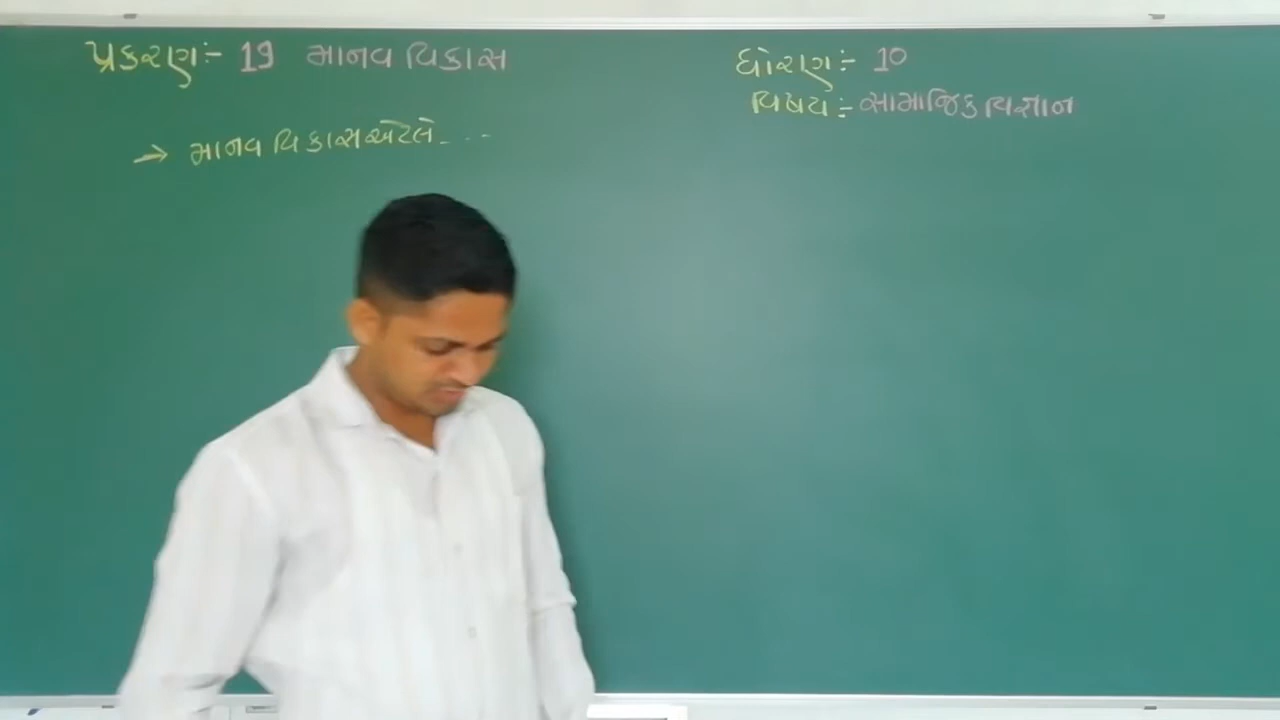 પ્રકરણ:- 19 માનવ વિકાસ
ધોરણ:- 10
વિષય:- સામાજિક વિજ્ઞાન
→ માનવ વિકાસ એટલે- - - -